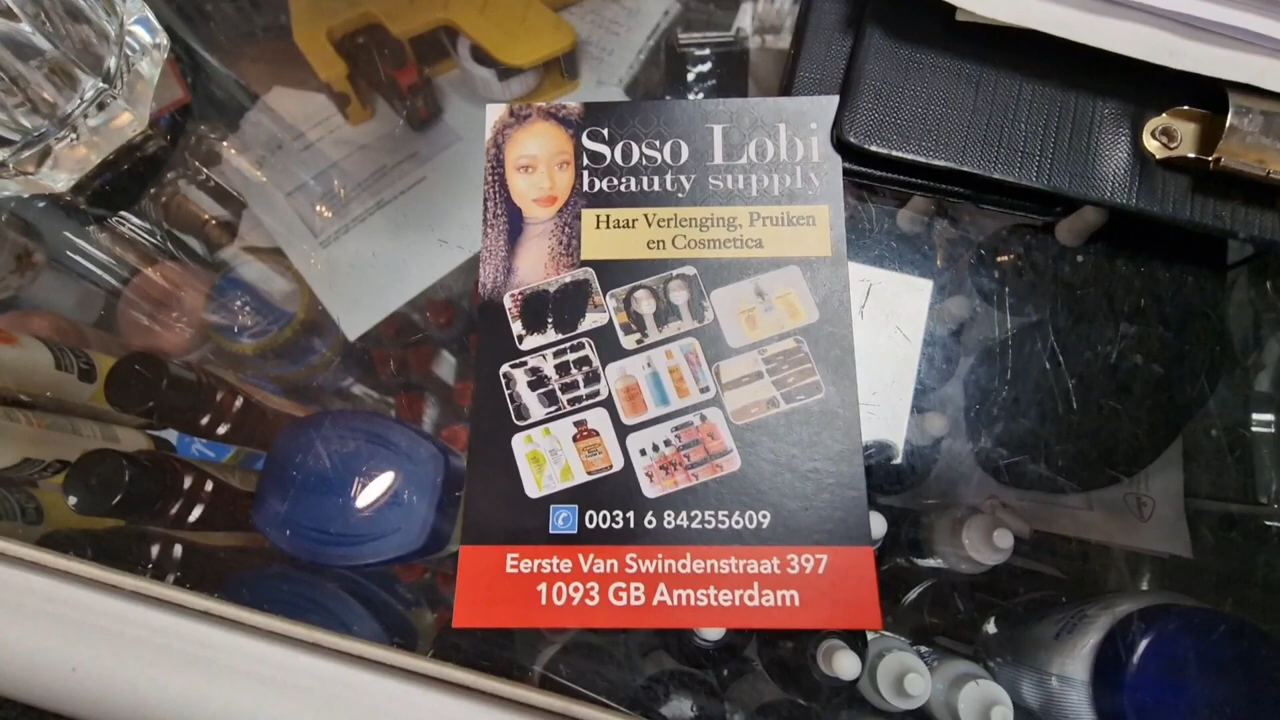 Soso Lobi
beauty supply
Haar Verlenging, Pruiken
en Cosmetica
0031 6 84255609
Eerste Van Swindenstraat 397
1093 GB Amsterdam